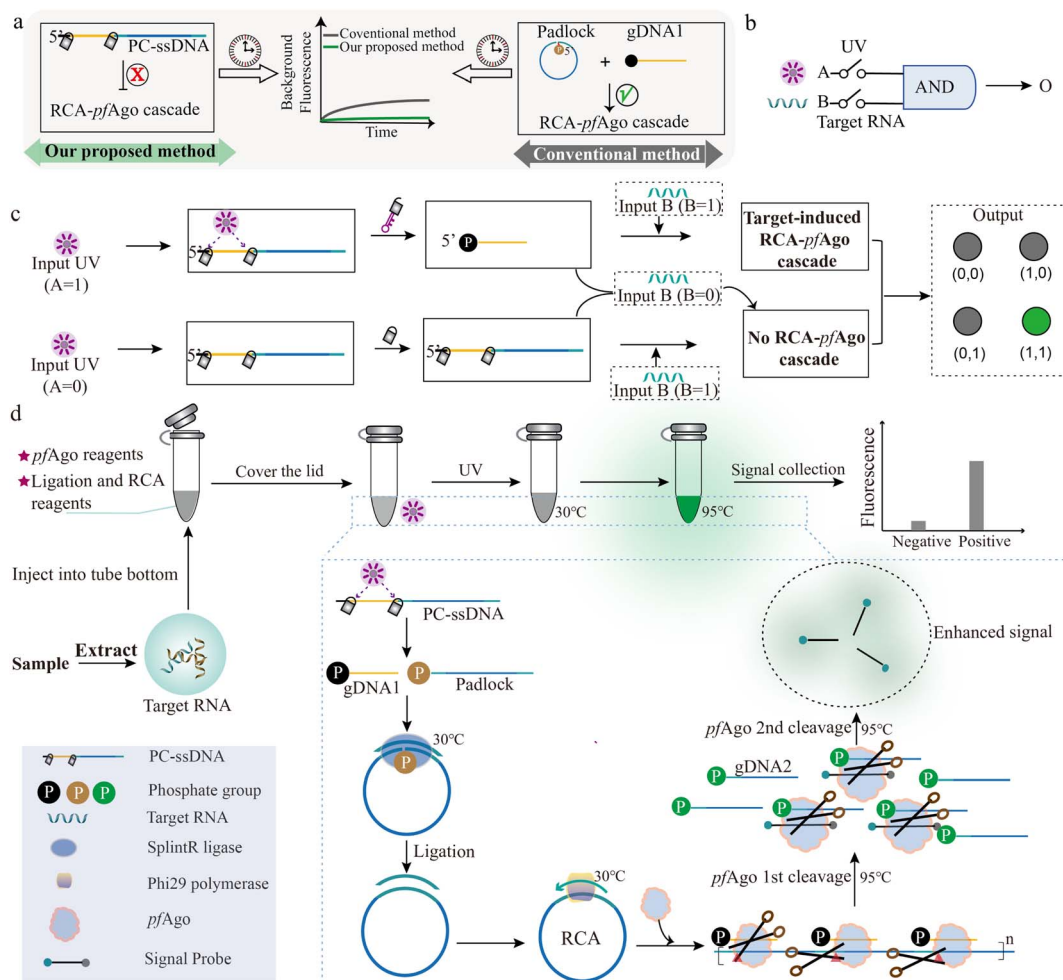 a
5'
PC-ssDNA
X
RCA-pfAgo cascade
Our proposed method
Background
Fluorescence
Coventional method
Our proposed method
Time
Padlock
gDNA1
P
5
+
√
RCA-pfAgo cascade
Conventional method
b
UV
A
B
AND
O
Target RNA
c
Input UV
(A=1)
5'
5'
P
Input B (B=1)
Target-induced
RCA-pfAgo
cascade
Input B (B=0)
Input UV
(A=0)
5'
5'
Input B (B=1)
No RCA-pfAgo
cascade
Output
(0,0)
(1,0)
(0,1)
(1,1)
d
pfAgo reagents
Ligation and RCA
reagents
Cover the lid
UV
30°C
95°C
Signal collection
Fluorescence
Negative
Positive
Inject into tube bottom
Sample
Extract
Target RNA
PC-ssDNA
P
gDNA1
P
Padlock
30°C
P
Ligation
30°C
RCA
P
P
P
n
pfAgo 1st cleavage
95°C
P
gDNA2
P
P
P
P
P
P
pfAgo 2nd cleavage
95°C
Enhanced signal
PC-ssDNA
P
P
P
Phosphate group
Target RNA
SplintR ligase
Phi29 polymerase
pfAgo
Signal Probe